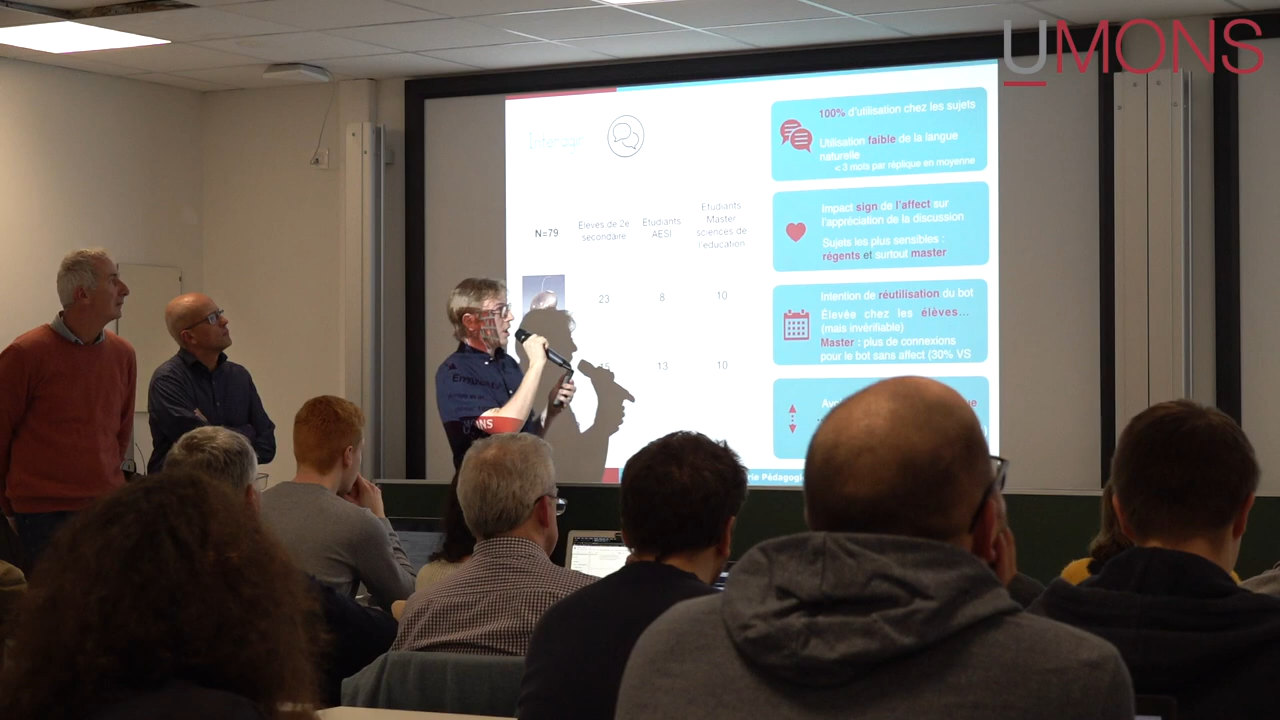 UMONS
Interagir
N=79
Elèves de 2e
secondaire
Etudiants
AESI
Etudiants
Master
sciences de
l'éducation
23
8
10
15
13
10
100% d'utilisation chez les sujets
Utilisation faible de la langue
naturelle
< 3 mots par réplique en moyenne
Impact sign de l'affect sur
l'appréciation de la discussion
Sujets les plus sensibles :
régents et surtout master
Intention de réutilisation du bot
Élevée chez les élèves...
(mais invérifiable)
Master : plus de connexions
pour le bot sans affect (30% VS